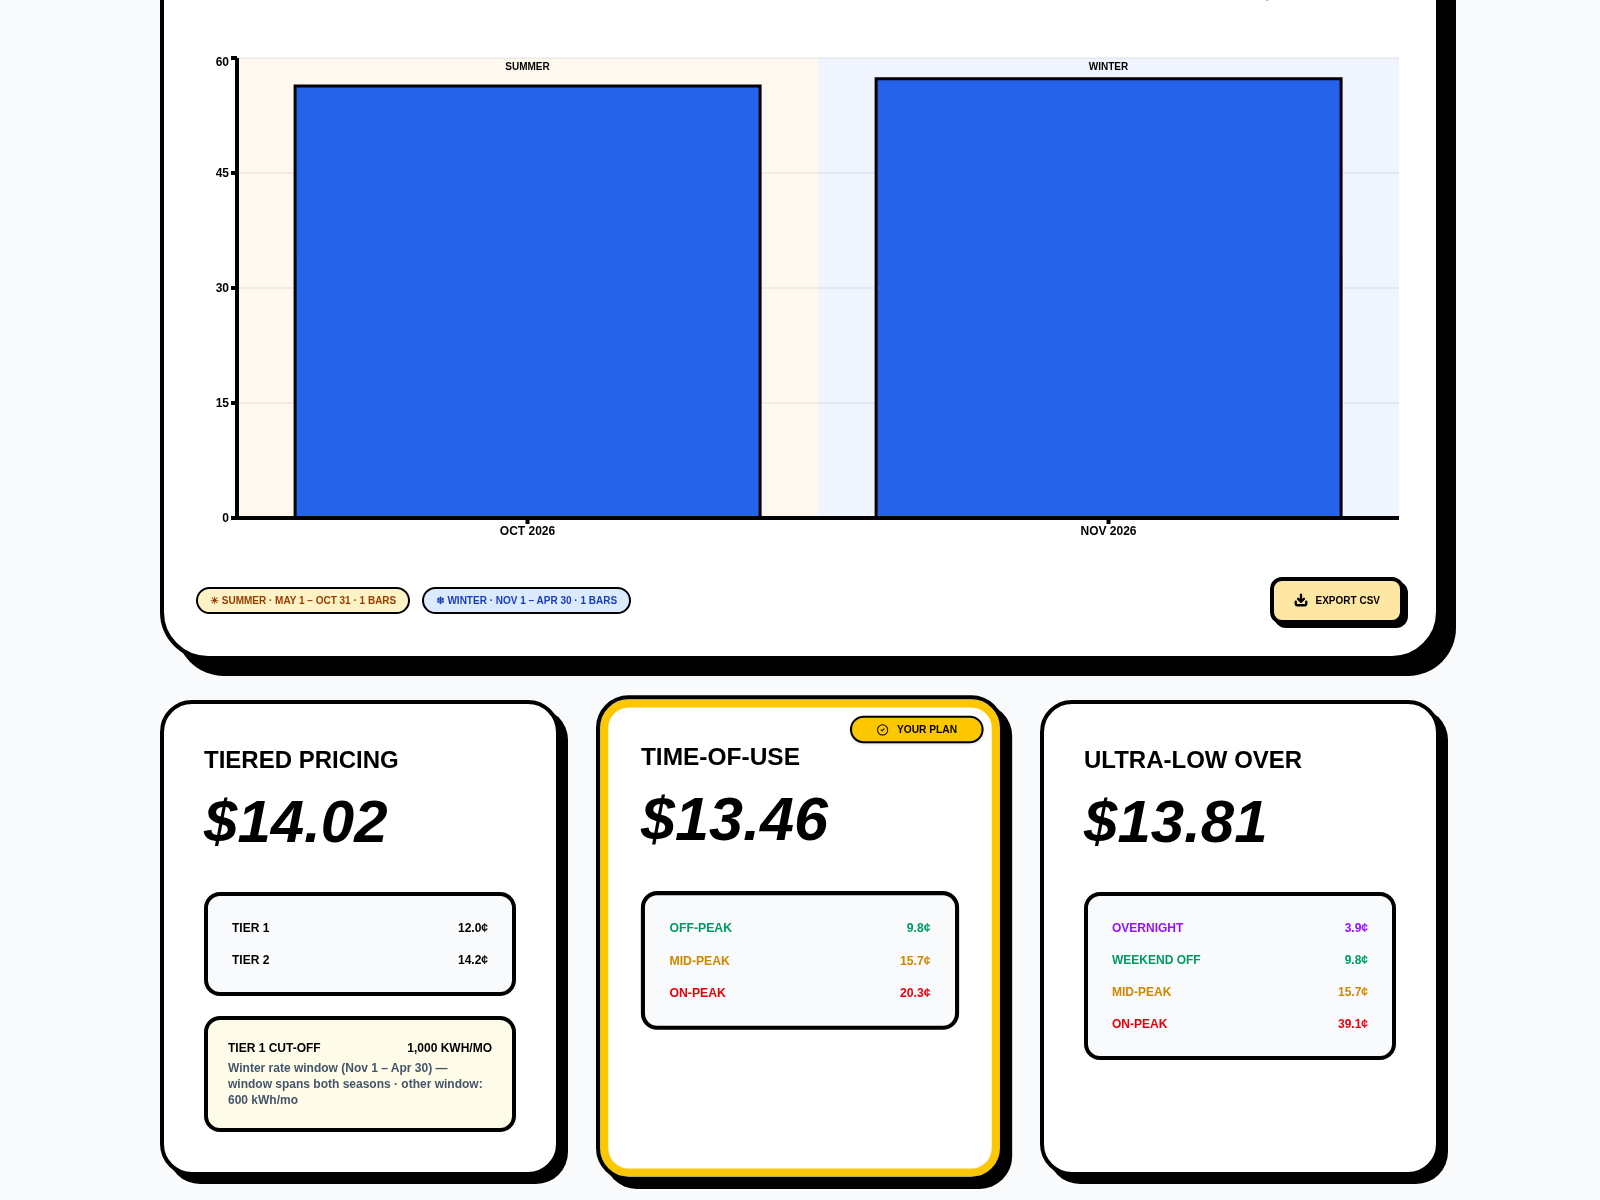 60
SUMMER
WINTER
45
30
15
0
OCT 2026
NOV 2026
☀ SUMMER · MAY 1 – OCT 31 · 1 BARS
❄ WINTER · NOV 1 – APR 30 · 1 BARS
EXPORT CSV
TIERED PRICING
$14.02
TIER 1 12.0¢
TIER 2 14.2¢
TIER 1 CUT-OFF 1,000 KWH/MO
Winter rate window (Nov 1 – Apr 30) —
window spans both seasons · other window:
600 kWh/mo
YOUR PLAN
TIME-OF-USE
$13.46
OFF-PEAK 9.8¢
MID-PEAK 15.7¢
ON-PEAK 20.3¢
ULTRA-LOW OVER
$13.81
OVERNIGHT 3.9¢
WEEKEND OFF 9.8¢
MID-PEAK 15.7¢
ON-PEAK 39.1¢